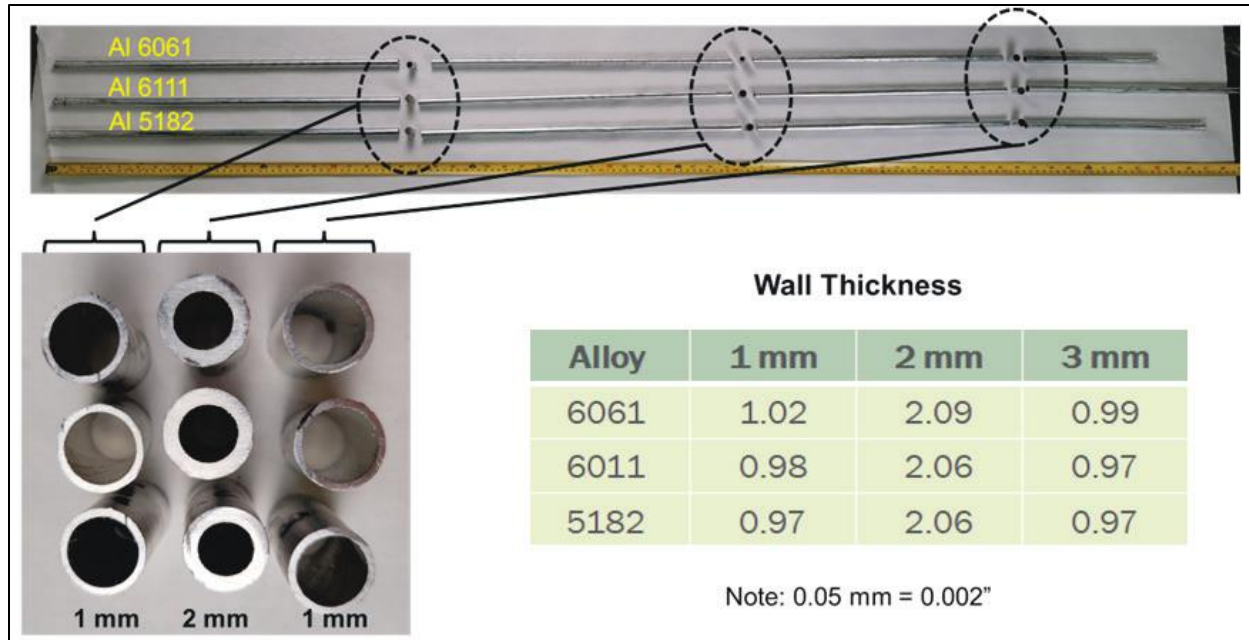 Al 6061
Al 6111
Al 5182
Wall Thickness
Alloy 1 mm 2 mm 3 mm
6061 1.02 2.09 0.99
6011 0.98 2.06 0.97
5182 0.97 2.06 0.97
1 mm 2 mm 1 mm
Note: 0.05 mm = 0.002”